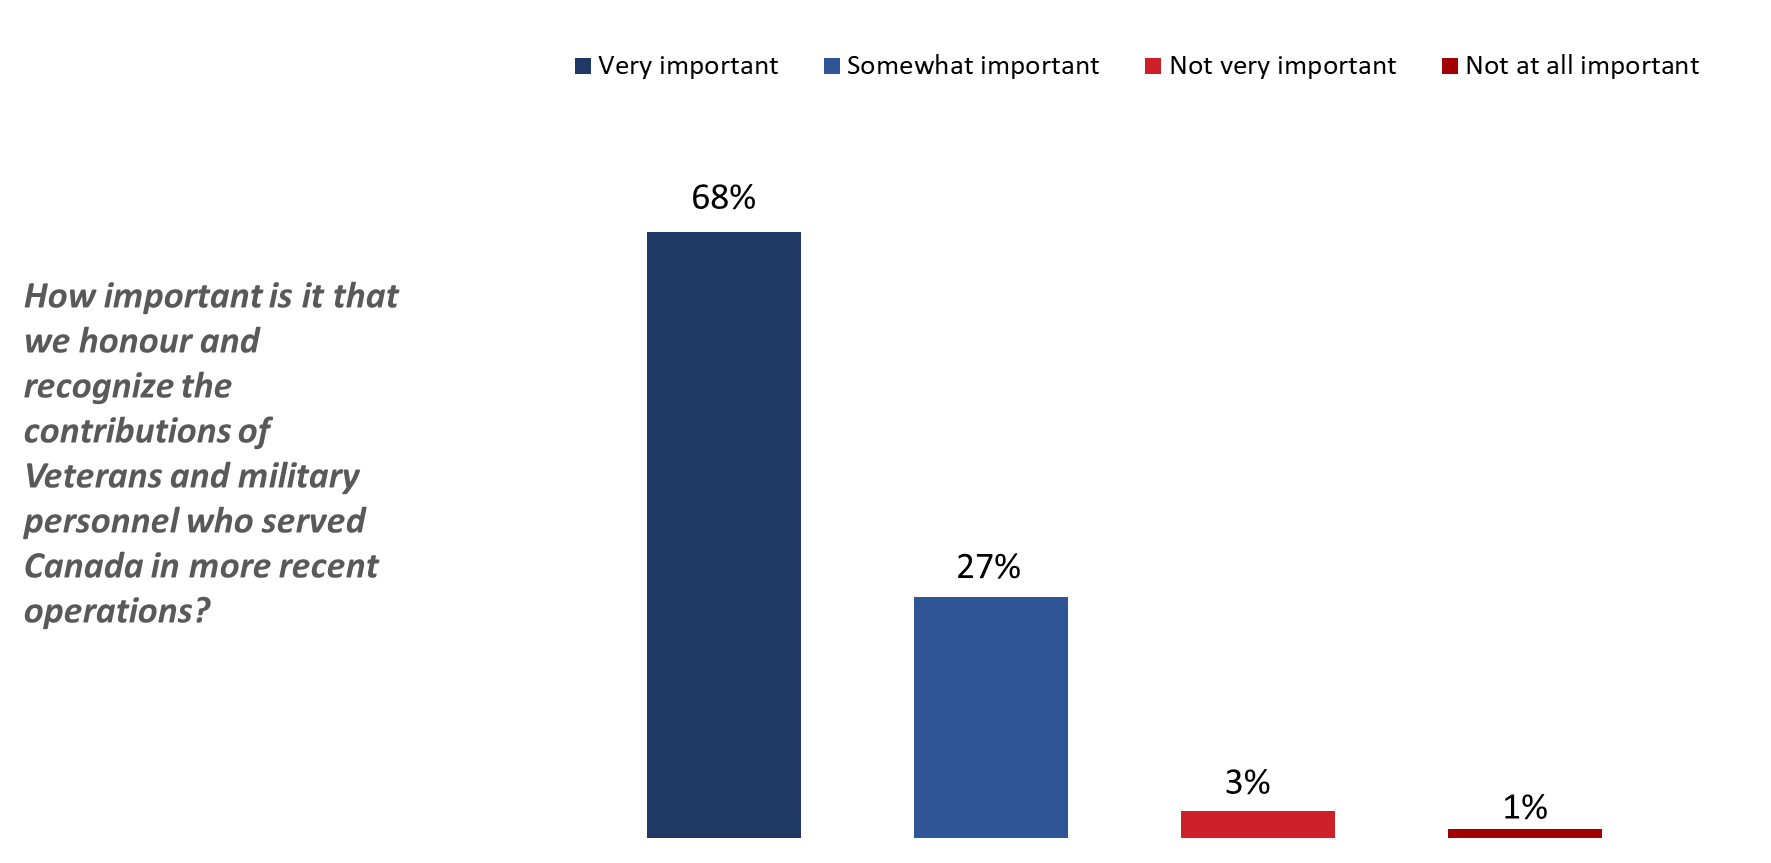 Very important
Somewhat important
Not very important
Not at all important
68%
How important is it that
we honour and
recognize the
contributions of
Veterans and military
personnel who served
Canada in more recent
operations?
27%
3%
1%